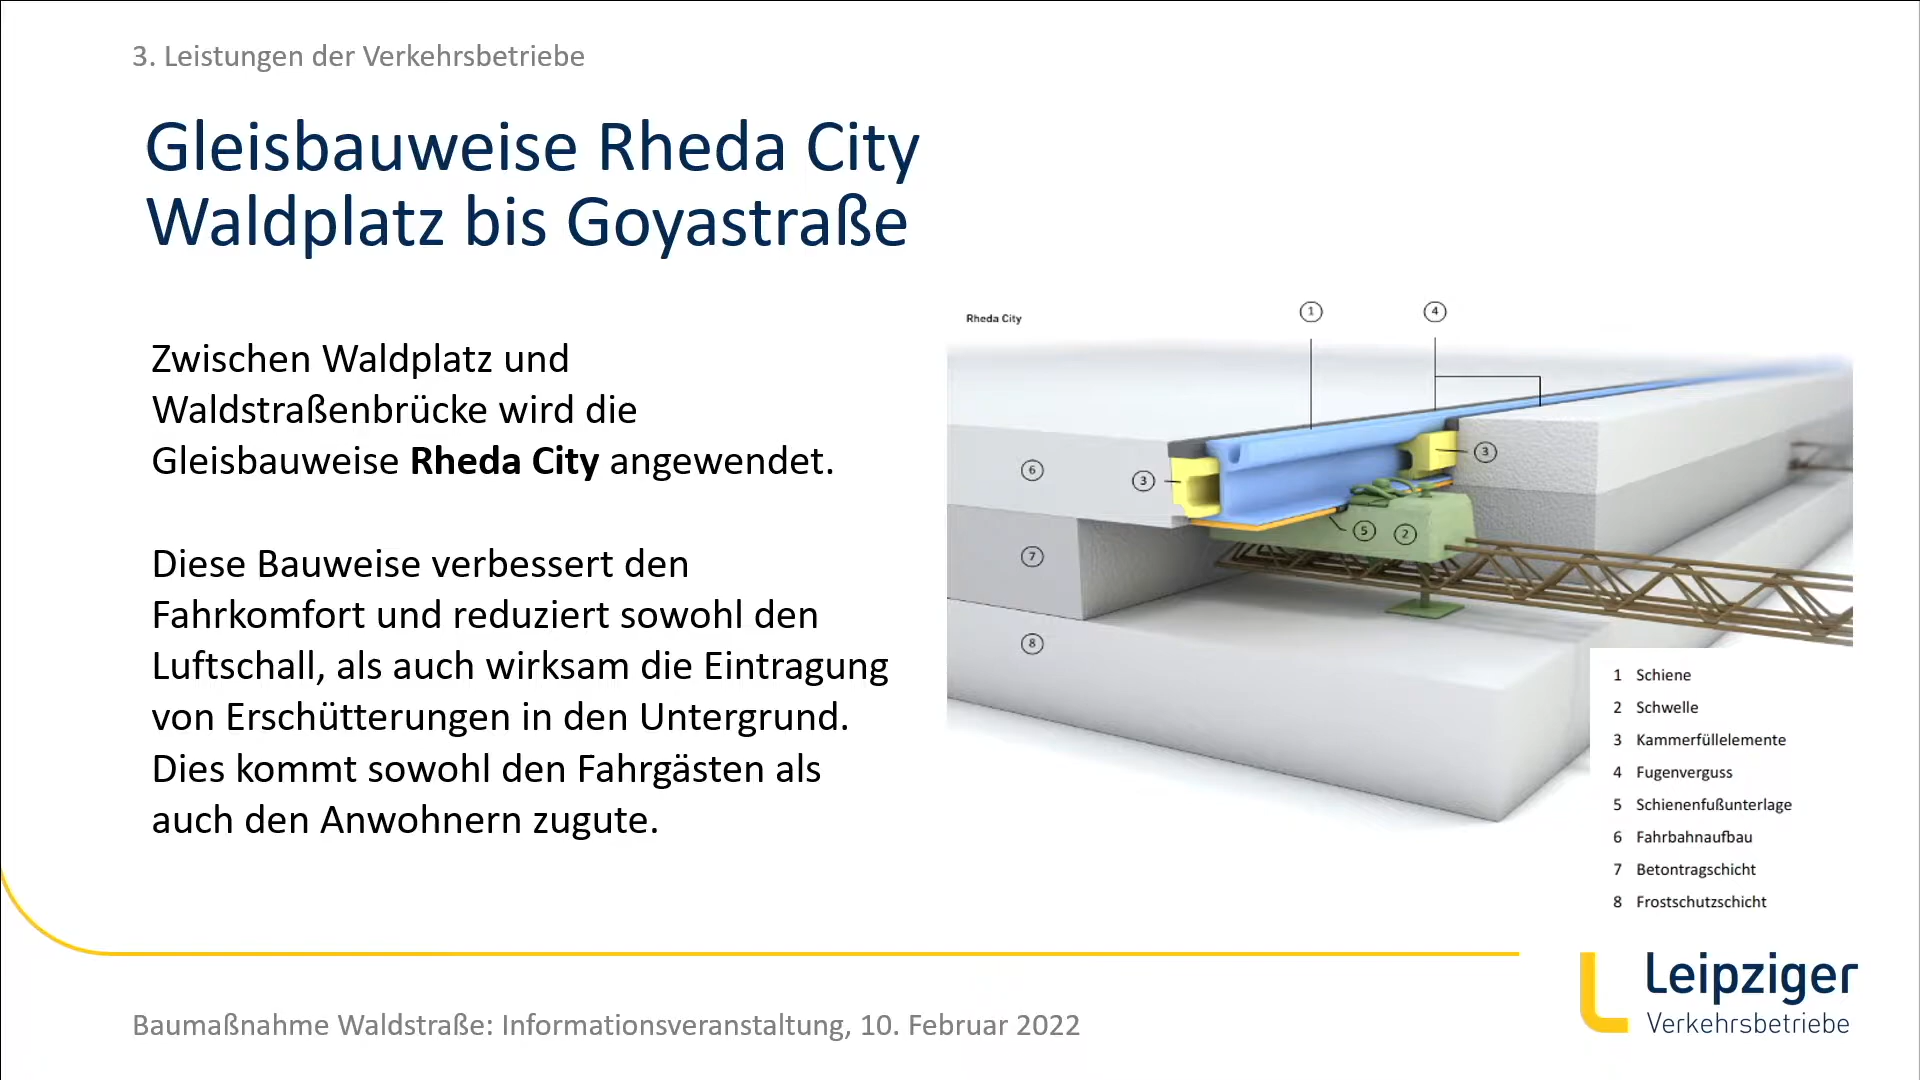 3. Leistungen der Verkehrsbetriebe
Gleisbauweise Rheda City
Waldplatz bis Goyastraße
Zwischen Waldplatz und
Waldstraßenbrücke wird die
Gleisbauweise Rheda City angewendet.
Diese Bauweise verbessert den
Fahrkomfort und reduziert sowohl den
Luftschall, als auch wirksam die Eintragung
von Erschütterungen in den Untergrund.
Dies kommt sowohl den Fahrgästen als
auch den Anwohnern zugute.
Rheda City
1
4
3
6
3
5
2
7
8
1 Schiene
2 Schwelle
3 Kammerfüllelemente
4 Fugenverguss
5 Schienenfußunterlage
6 Fahrbahnaufbau
7 Betontragschicht
8 Frostschutzschicht
Baumaßnahme Waldstraße: Informationsveranstaltung, 10. Februar 2022
Leipziger
Verkehrsbetriebe